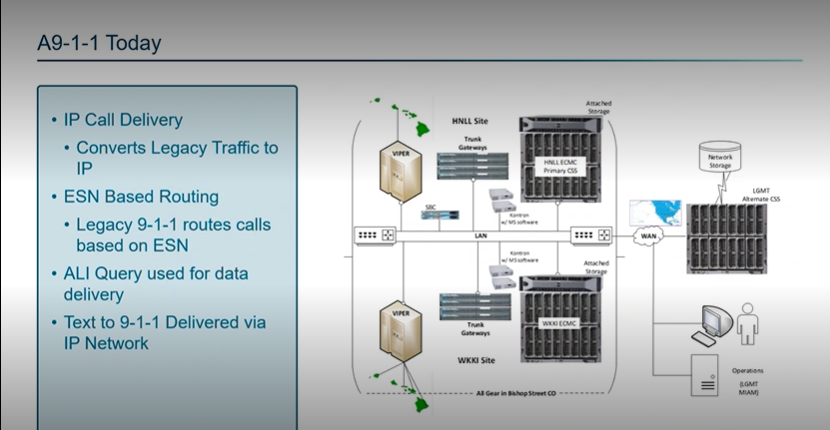 A9-1-1 Today
• IP Call Delivery
• Converts Legacy Traffic to
IP
• ESN Based Routing
• Legacy 9-1-1 routes calls
based on ESN
• ALI Query used for data
delivery
• Text to 9-1-1 Delivered via
IP Network
HNLL Site
Attached
Storage
Trunk
Gateways
VIPER
HNLL ECMC
Primary CSS
SBC
Kontron
w/ MS software
LAN
Kontron
w/ MS software
Attached
Storage
VIPER
Trunk
Gateways
WKKI ECMC
WKKI Site
All Gear in Bishop Street CO
Network
Storage
LGMT
Alternate CSS
WAN
Operations
(LGMT
MIAM)